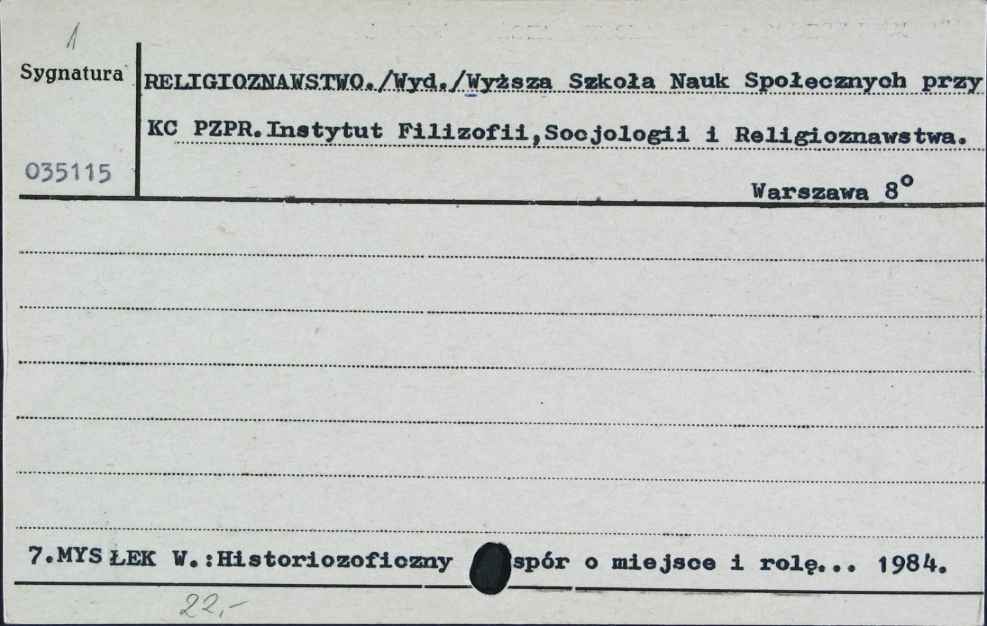 1
Sygnatura
RELIGIOZNAWSTWO./Wyd./Wyższa Szkoła Nauk Społecznych przy
KC PZPR.Instytut Filizofii,Socjologii i Religioznawstwa.
035115
Warszawa 8°
7.MYSŁEK W.:Historiozoficzny spór o miejsce i rolę... 1984.
22,-